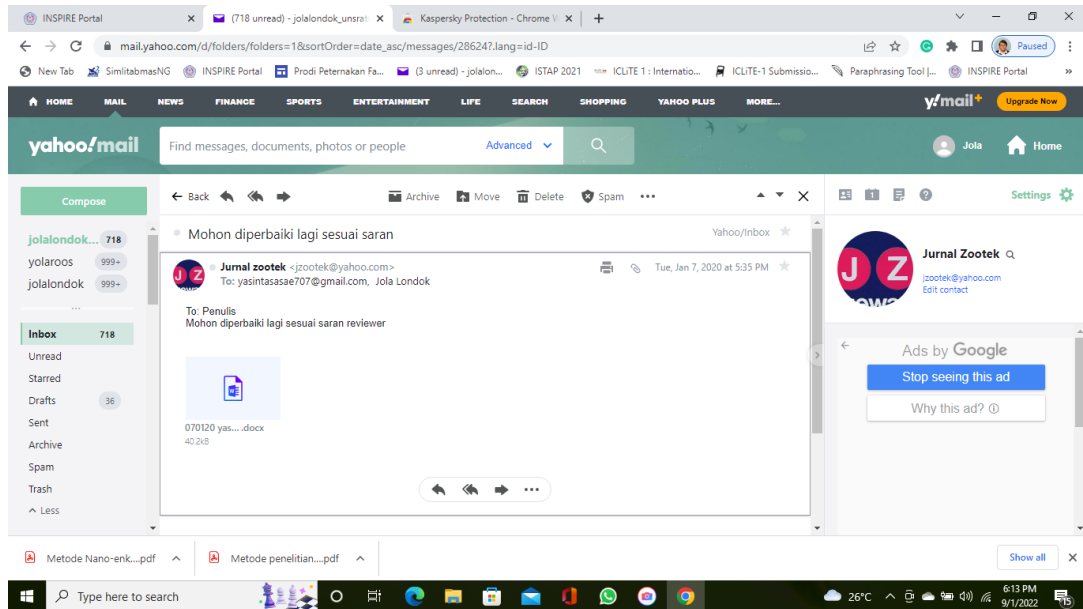 INSPIRE Portal
(718 unread) - jolalondok_unsrat
Kaspersky Protection - Chrome W
mail.yahoo.com/d/folders/folders=1&sortOrder=date_asc/messages/28624?.lang=id-ID
Paused
New Tab SimlitabmasNG INSPIRE Portal Prodi Peternakan Fa... (3 unread) - jolalon... ISTAP 2021 ICLiTE 1 : Internatio... ICLiTE-1 Submissio... Paraphrasing Tool |... INSPIRE Portal »
HOME MAIL NEWS FINANCE SPORTS ENTERTAINMENT LIFE SEARCH SHOPPING YAHOO PLUS MORE... y!mail+ Upgrade Now
yahoo!mail Find messages, documents, photos or people Advanced Jola Home
Compose Back Archive Move Delete Spam ••• Settings
jolalondok... 718
yolaroos 999+
jolalondok 999+
Inbox 718
Unread
Starred
Drafts 36
Sent
Archive
Spam
Trash
Less
Mohon diperbaiki lagi sesuai saran Yahoo/Inbox
JZ
Jurnal zootek <jzootek@yahoo.com> Tue, Jan 7, 2020 at 5:35 PM
To: yasintasasae707@gmail.com, Jola Londok
To: Penulis
Mohon diperbaiki lagi sesuai saran reviewer
070120 yas... .docx
40.2kB
JZ
Jurnal Zootek
jzootek@yahoo.com
Edit contact
Ads by Google
Stop seeing this ad
Why this ad?
Metode Nano-enk....pdf Metode penelitian....pdf Show all
Type here to search 26°C 6:13 PM
9/1/2022
15